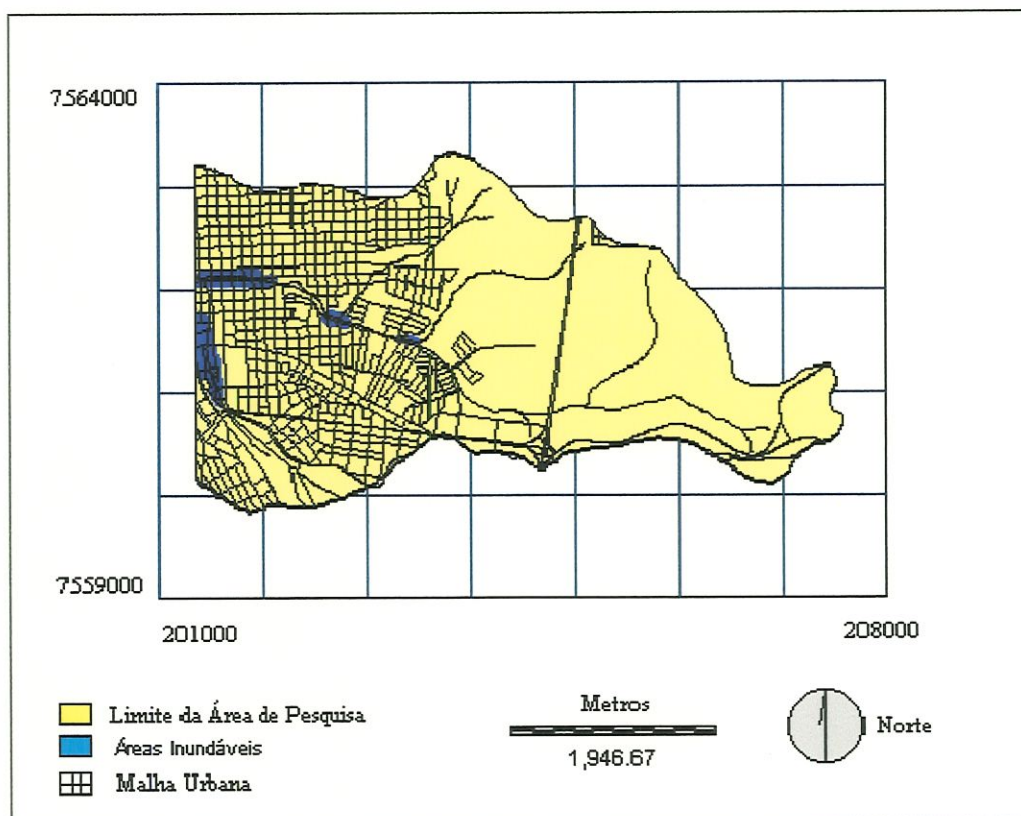 7564000
7559000
201000
208000
Limite da Área de Pesquisa
Áreas Inundáveis
Malha Urbana
Metros
1,946.67
Norte